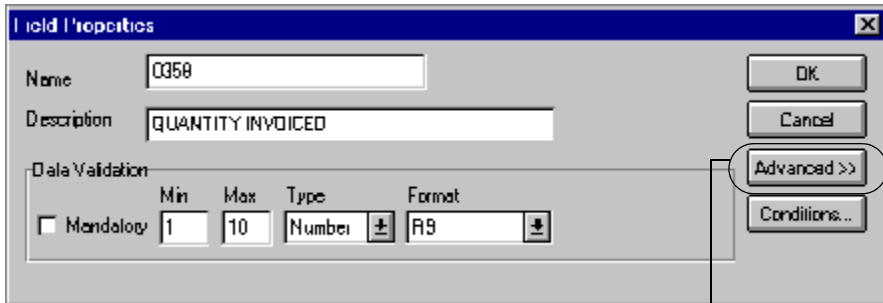 Field Properties
Name 0358 OK
Description QUANTITY INVOICED Cancel
Data Validation Advanced >>
Min Max Type Format Conditions...
Mandatory 1 10 Number R9